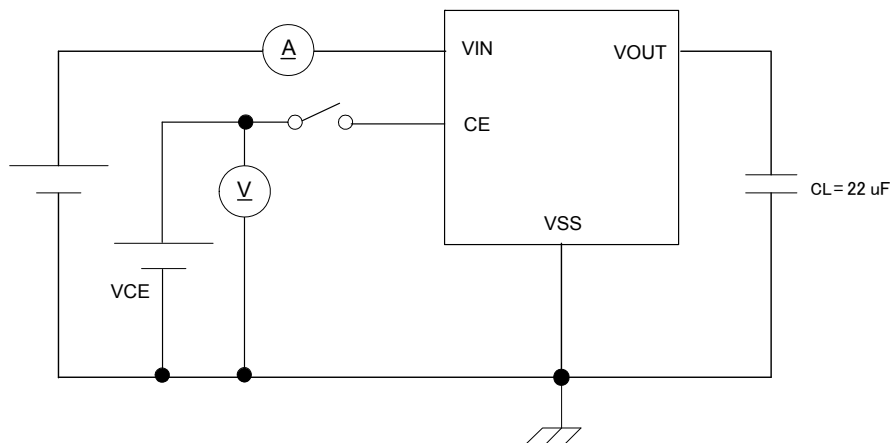 A
VIN
VOUT
CE
V
CL = 22 uF
VSS
VCE